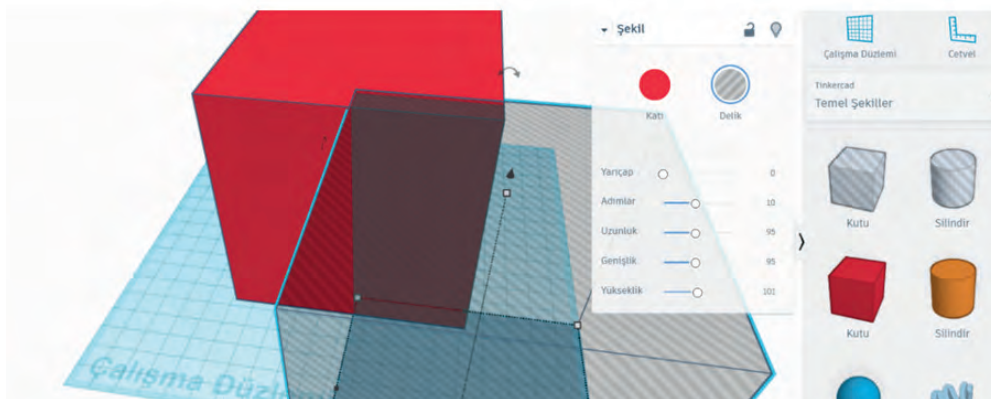 Şekil
Katı
Delik
Yarıçap 0
Adımlar 10
Uzunluk 95
Genişlik 95
Yükseklik 101
Çalışma Düzlemi
Cetvel
Tinkercad
Temel Şekiller
Kutu
Silindir
Kutu
Silindir
Çalışma